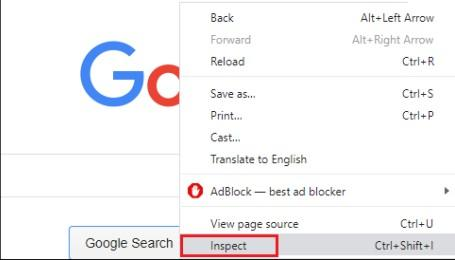 Goo
Back Alt+Left Arrow
Forward Alt+Right Arrow
Reload Ctrl+R
Save as... Ctrl+S
Print... Ctrl+P
Cast...
Translate to English
AdBlock — best ad blocker
View page source Ctrl+U
Google Search
Inspect Ctrl+Shift+I